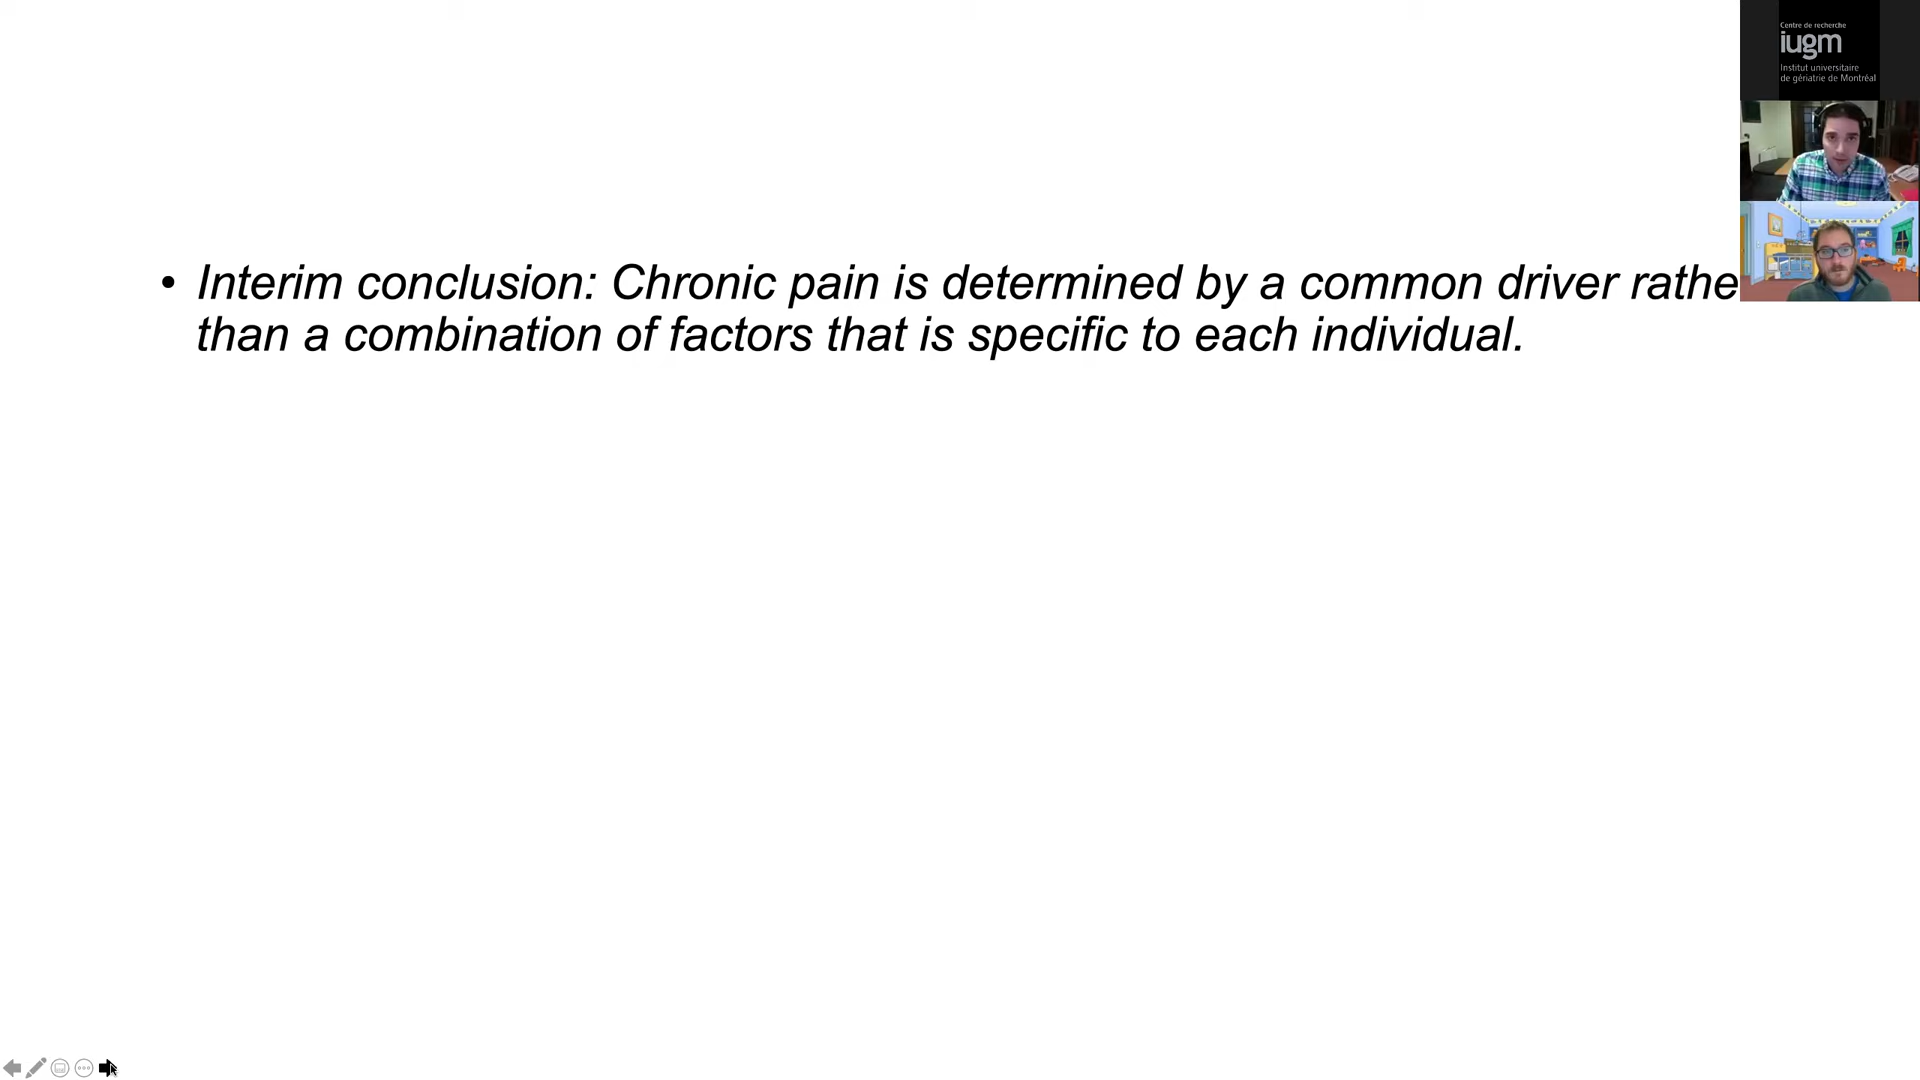 Centre de recherche
iugm
Institut universitaire
de gériatrie de Montréal
• Interim conclusion: Chronic pain is determined by a common driver rathe
than a combination of factors that is specific to each individual.